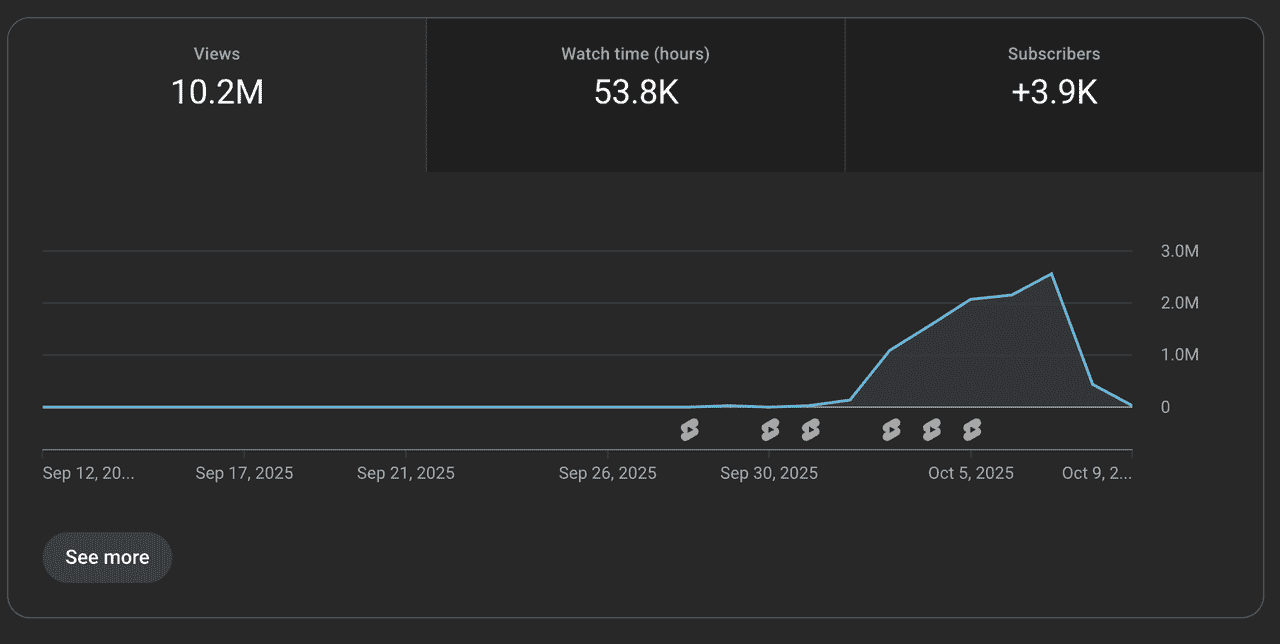 Views
10.2M
Watch time (hours)
53.8K
Subscribers
+3.9K
3.0M
2.0M
1.0M
0
Sep 12, 20...
Sep 17, 2025
Sep 21, 2025
Sep 26, 2025
Sep 30, 2025
Oct 5, 2025
Oct 9, 2...
See more